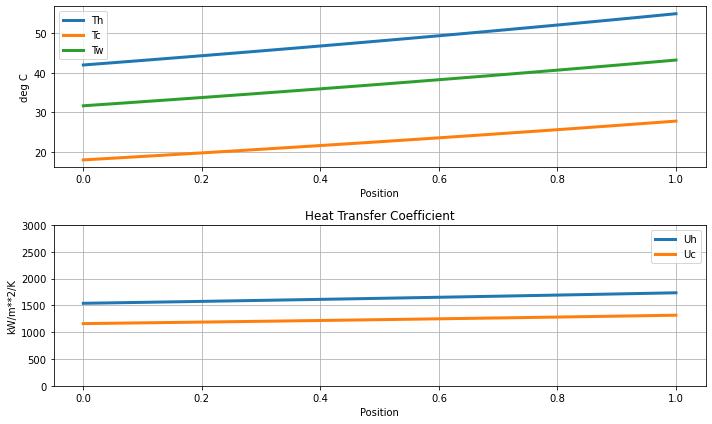 Th
Tc
Tw
50
40
30
20
deg C
0.0 0.2 0.4 0.6 0.8 1.0
Position
Heat Transfer Coefficient
Uh
Uc
3000
2500
2000
1500
1000
500
0
kW/m**2/K
0.0 0.2 0.4 0.6 0.8 1.0
Position